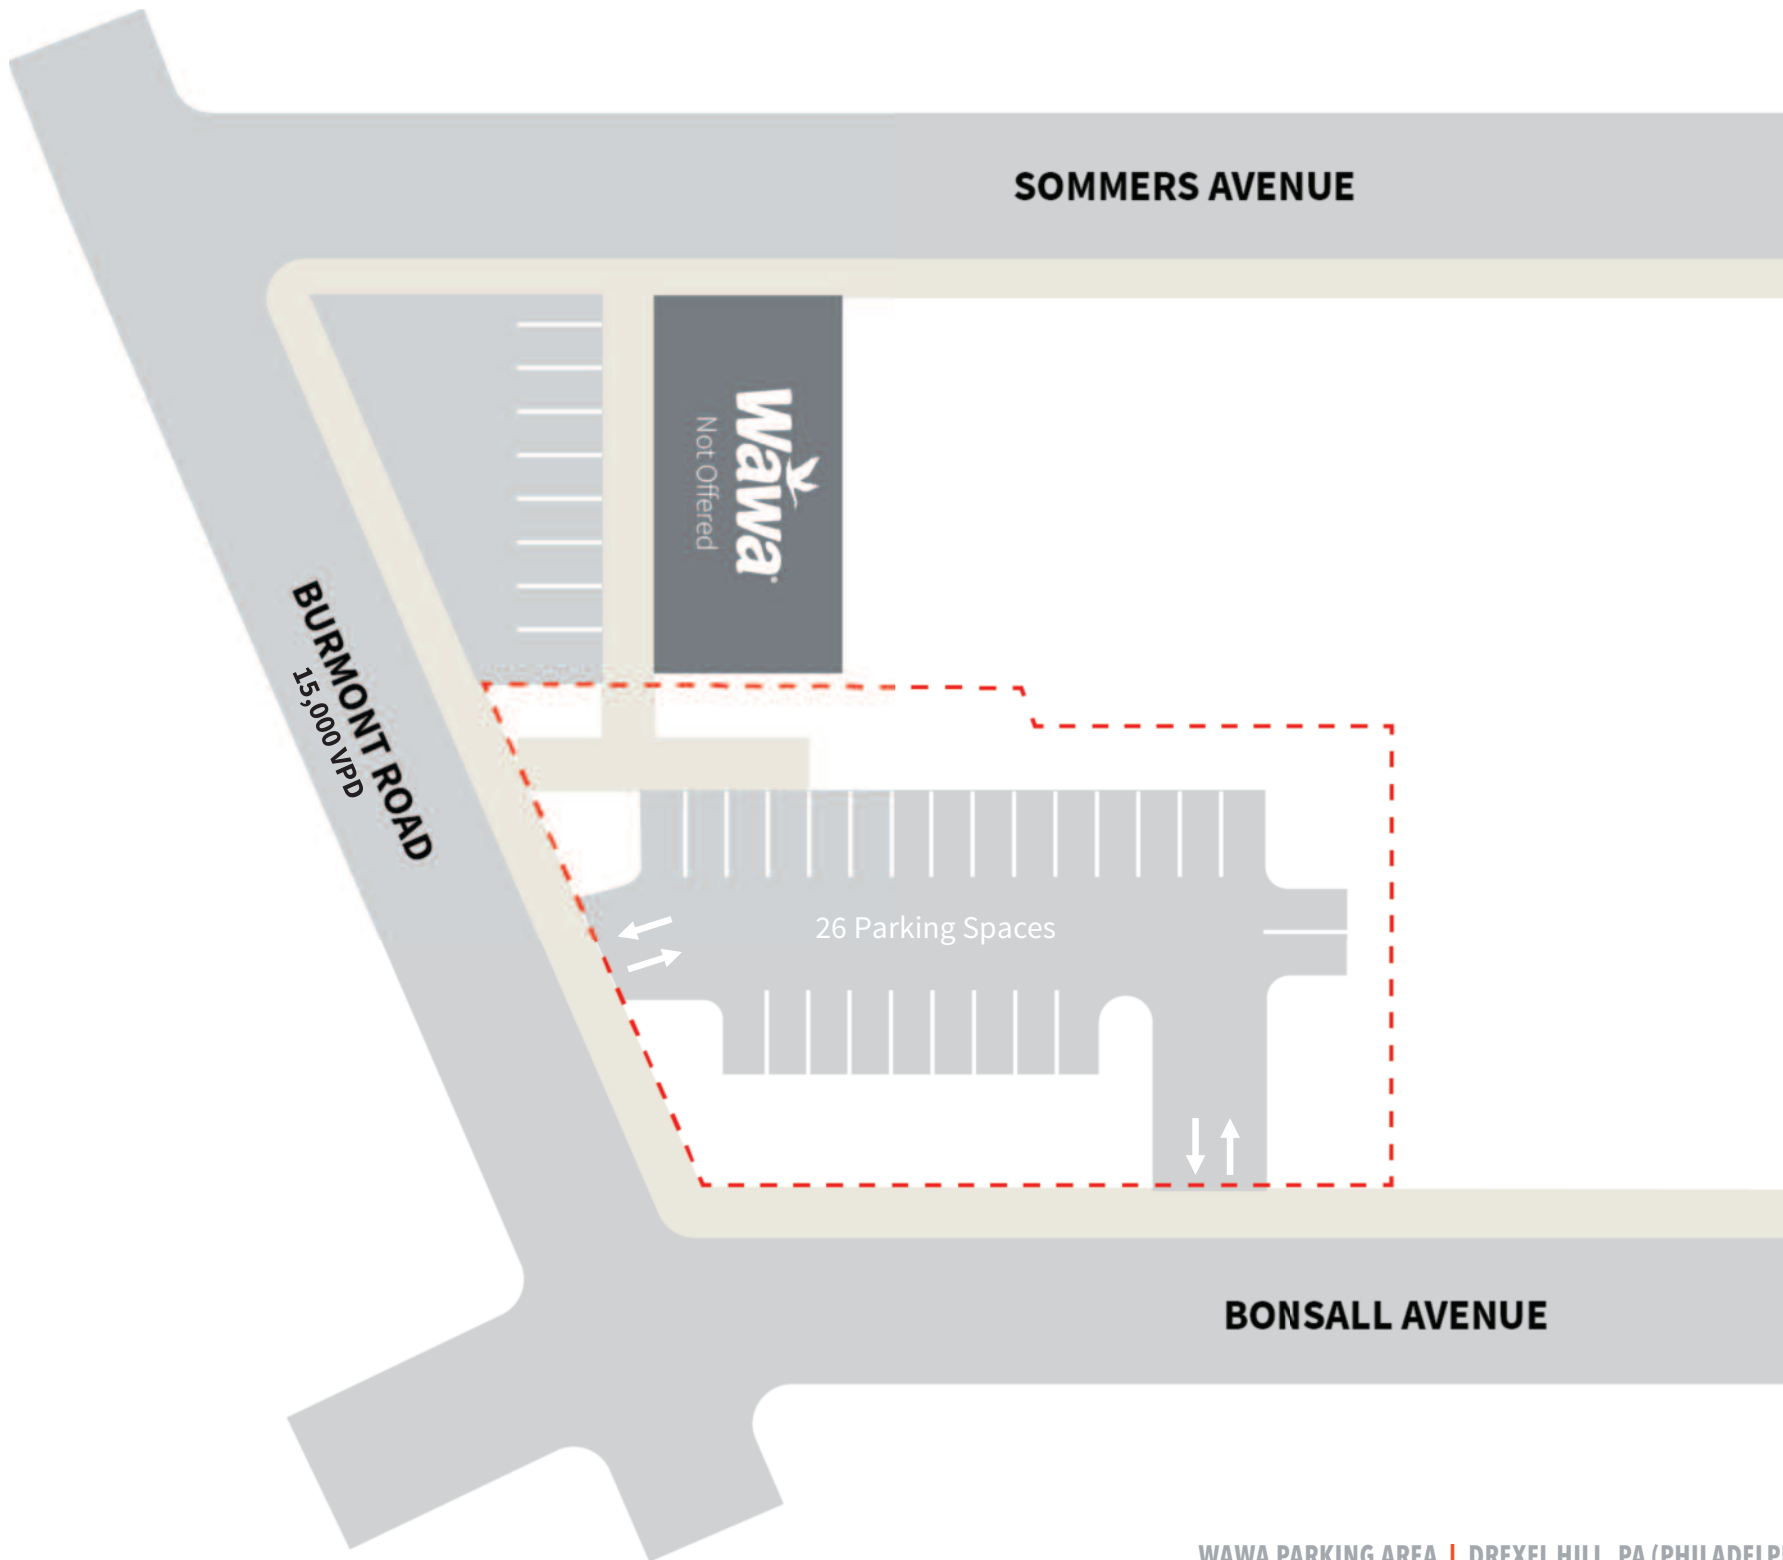 SOMMERS AVENUE
Wawa
Not Offered
BURMONT ROAD
15,000 VPD
26 Parking Spaces
BONSALL AVENUE
WAWA PARKING AREA | DREXEL HILL, PA (PHILADELP